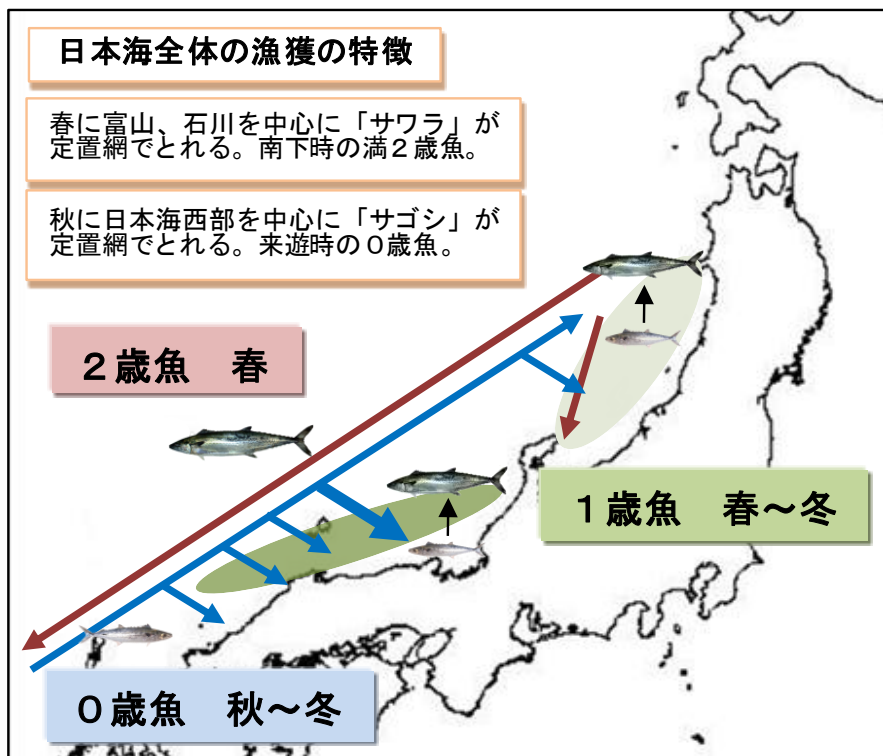 日本海全体の漁獲の特徴
春に富山、石川を中心に「サワラ」が
定置網でとれる。南下時の満２歳魚。
秋に日本海西部を中心に「サゴシ」が
定置網でとれる。来遊時の０歳魚。
２歳魚　春
１歳魚　春～冬
０歳魚　秋～冬